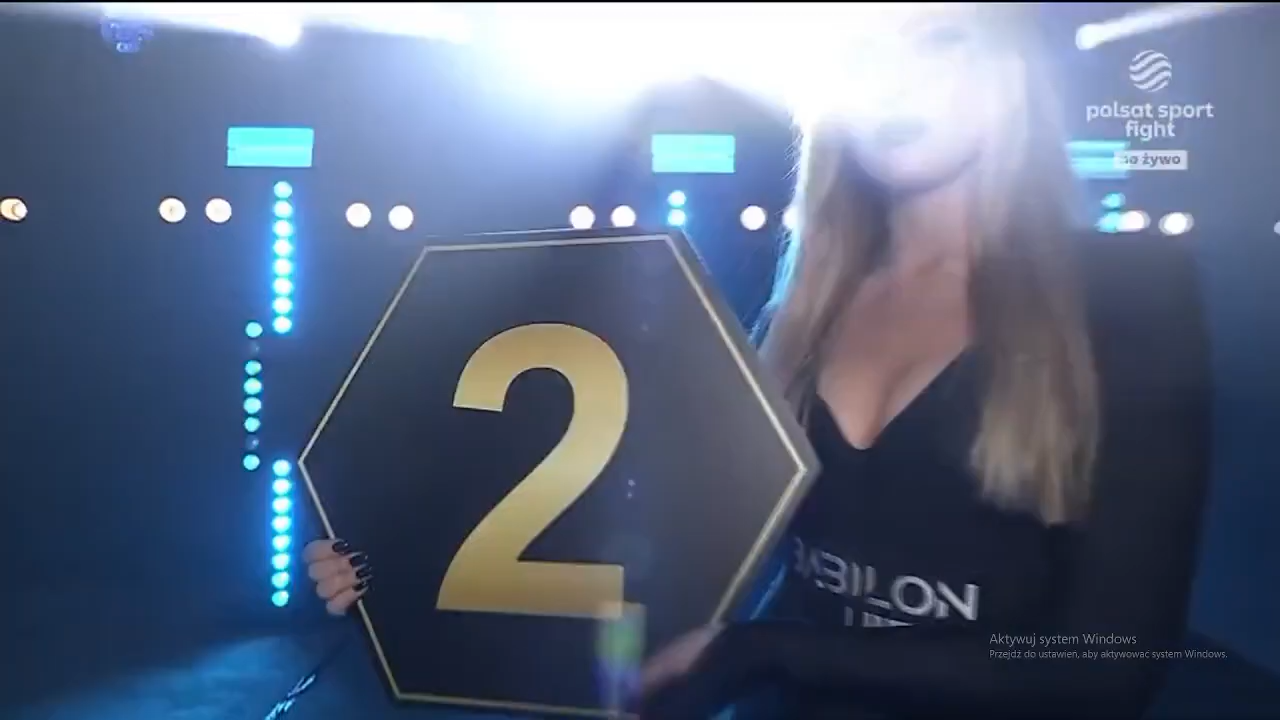 polsat sport
fight
na żywo
2
BABILON
Aktywuj system Windows
Przejdź do ustawień, aby aktywować system Windows.